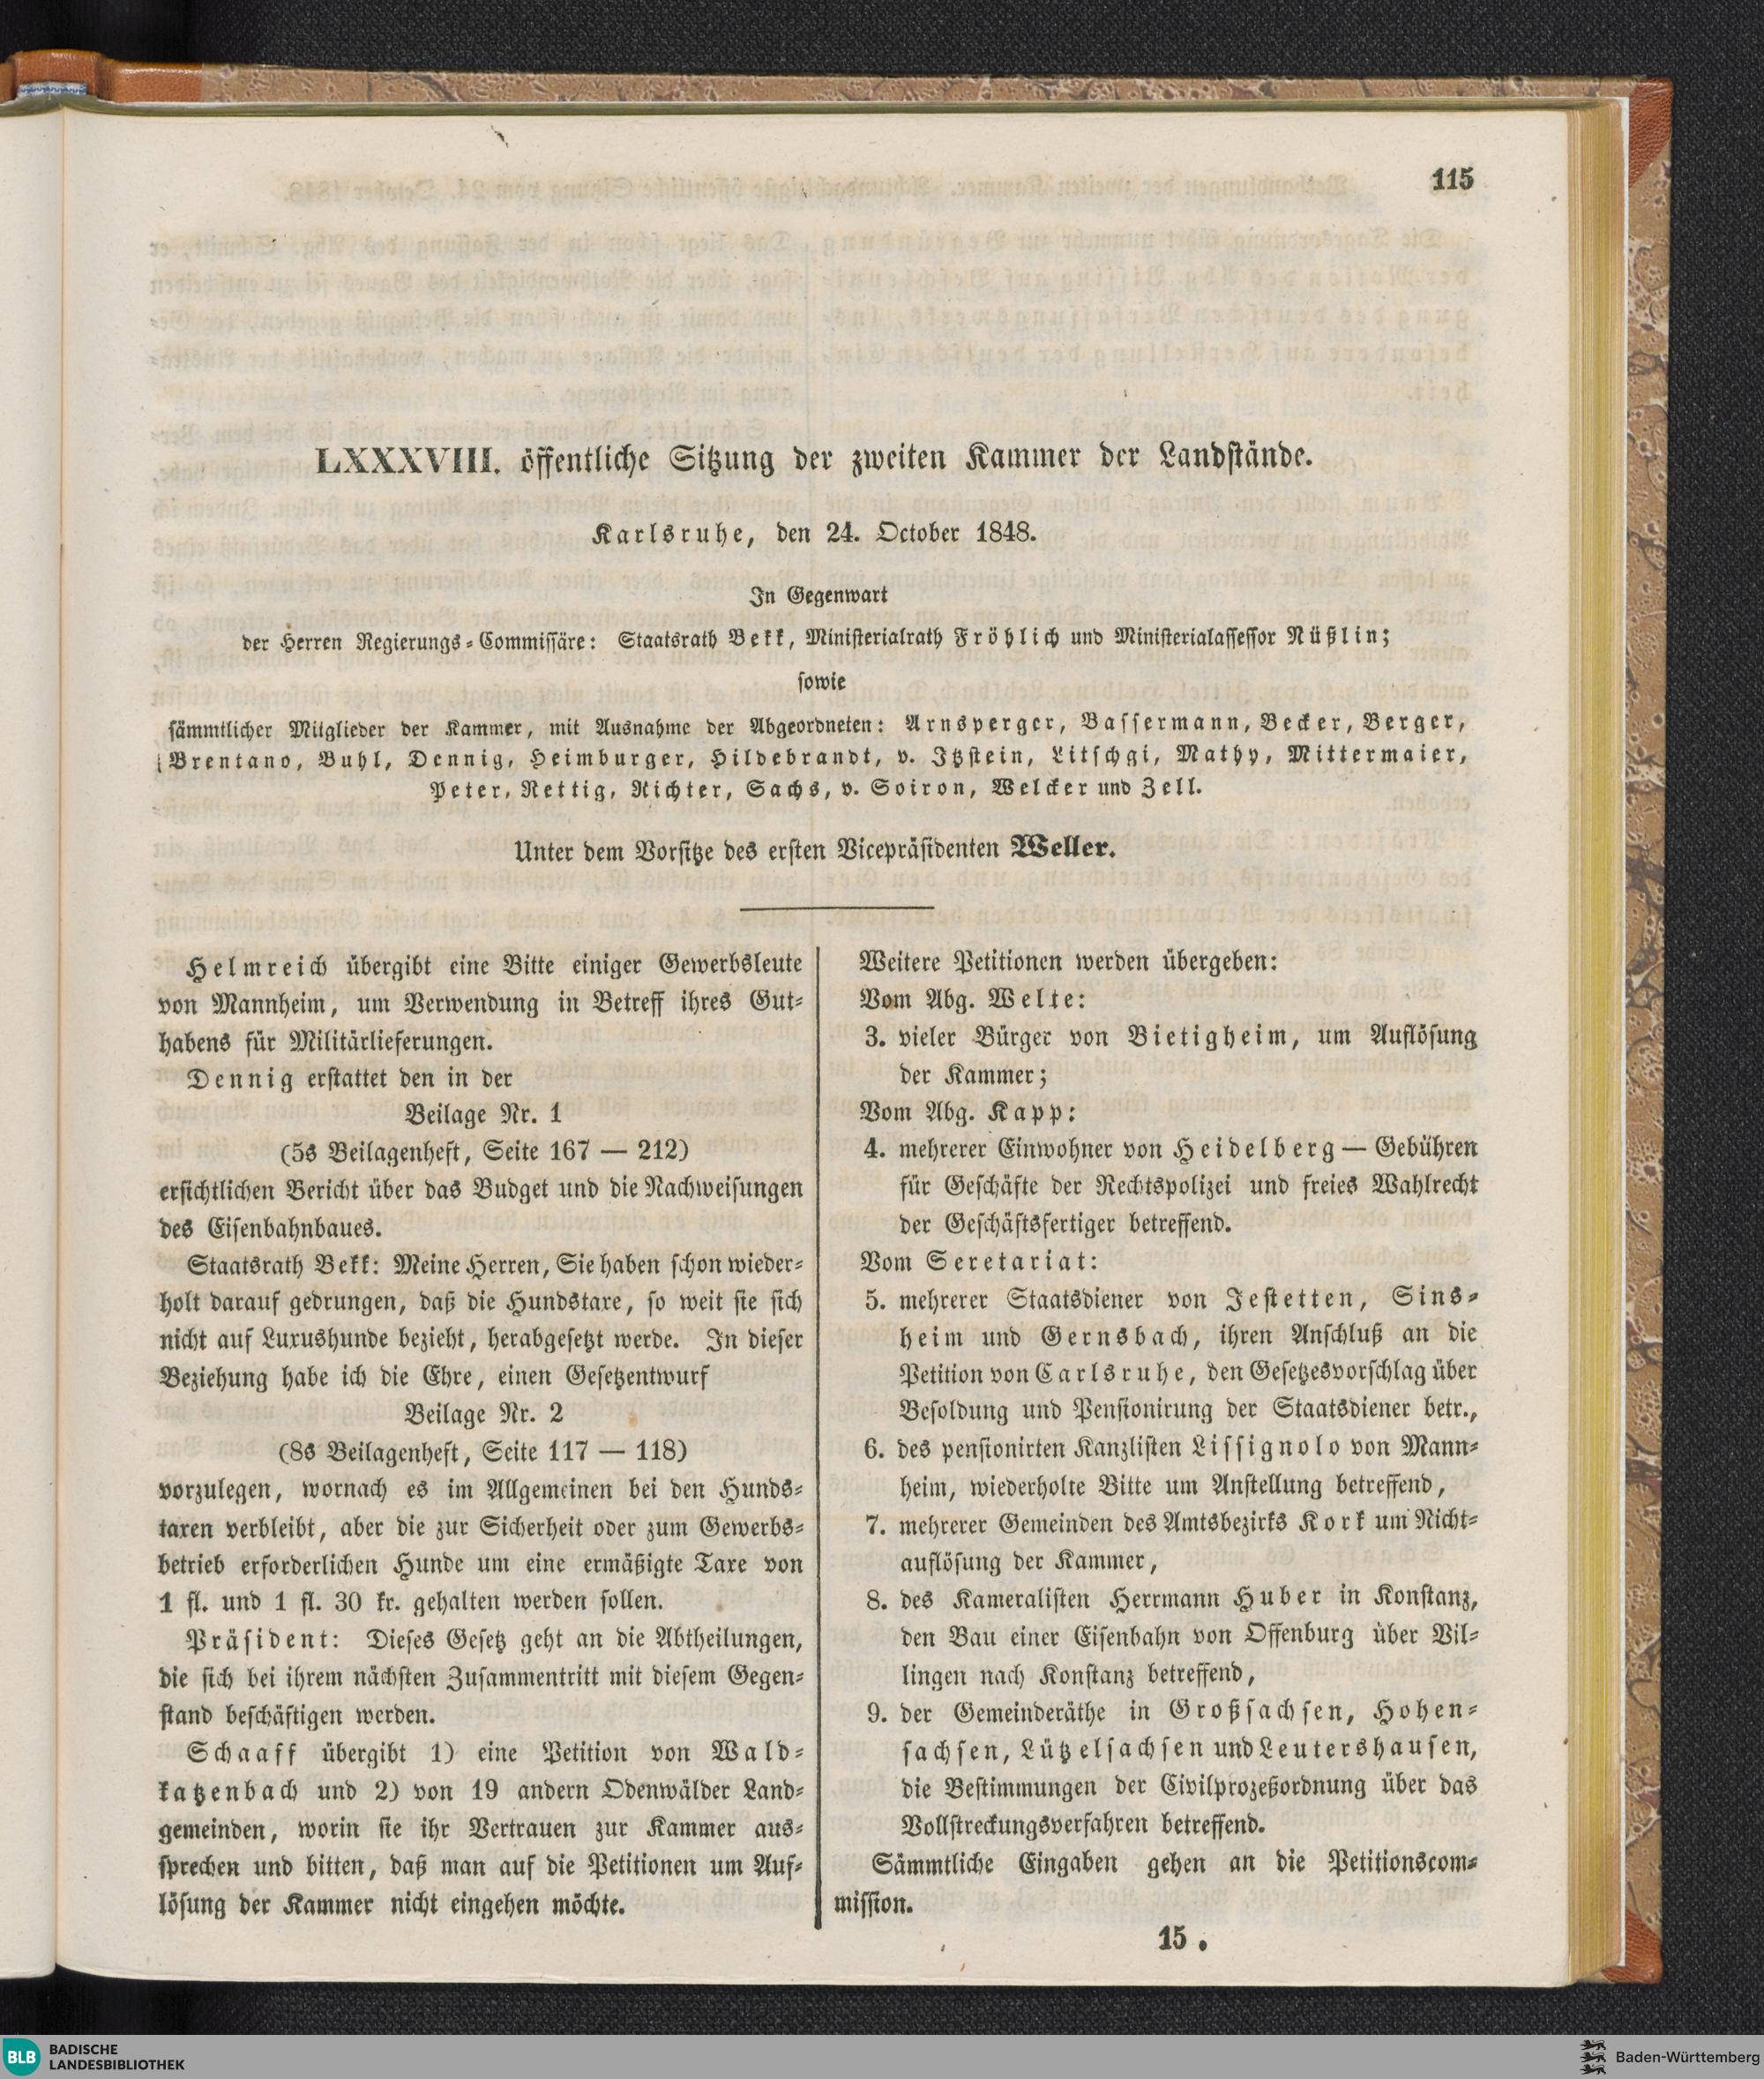 115
LXXXVIII. öffentliche Sitzung der zweiten Kammer der Landstände.
Karlsruhe, den 24. October 1848.
In Gegenwart
der Herren Regierungs-Commissäre: Staatsrath Bekk, Ministerialrath Fröhlich und Ministerialassessor Nüßlin;
sowie
sämmtlicher Mitglieder der Kammer, mit Ausnahme der Abgeordneten: Arnsperger, Bassermann, Becker, Berger,
Brentano, Buhl, Dennig, Heimburger, Hildebrandt, v. Itzstein, Litschgi, Mathy, Mittermaier,
Peter, Rettig, Richter, Sachs, v. Soiron, Welcker und Zell.
Unter dem Vorsitze des ersten Vicepräsidenten Weller.
Helmreich übergibt eine Bitte einiger Gewerbsleute
von Mannheim, um Verwendung in Betreff ihres Gut-
habens für Militärlieferungen.
Dennig erstattet den in der
Beilage Nr. 1
(5s Beilagenheft, Seite 167 — 212)
ersichtlichen Bericht über das Budget und die Nachweisungen
des Eisenbahnbaues.
Staatsrath Bekk: Meine Herren, Sie haben schon wieder-
holt darauf gedrungen, daß die Hundstaxe, so weit sie sich
nicht auf Luxushunde bezieht, herabgesetzt werde. In dieser
Beziehung habe ich die Ehre, einen Gesetzentwurf
Beilage Nr. 2
(8s Beilagenheft, Seite 117 — 118)
vorzulegen, wornach es im Allgemeinen bei den Hunds-
taxen verbleibt, aber die zur Sicherheit oder zum Gewerbs-
betrieb erforderlichen Hunde um eine ermäßigte Taxe von
1 fl. und 1 fl. 30 kr. gehalten werden sollen.
Präsident: Dieses Gesetz geht an die Abtheilungen,
die sich bei ihrem nächsten Zusammentritt mit diesem Gegen-
stand beschäftigen werden.
Schaaff übergibt 1) eine Petition von Wald-
katzenbach und 2) von 19 andern Odenwälder Land-
gemeinden, worin sie ihr Vertrauen zur Kammer aus-
sprechen und bitten, daß man auf die Petitionen um Auf-
lösung der Kammer nicht eingehen möchte.
Weitere Petitionen werden übergeben:
Vom Abg. Welte:
3. vieler Bürger von Bietigheim, um Auflösung
der Kammer;
Vom Abg. Kapp:
4. mehrerer Einwohner von Heidelberg — Gebühren
für Geschäfte der Rechtspolizei und freies Wahlrecht
der Geschäftsfertiger betreffend.
Vom Seretariat:
5. mehrerer Staatsdiener von Jestetten, Sins-
heim und Gernsbach, ihren Anschluß an die
Petition von Carlsruhe, den Gesetzesvorschlag über
Besoldung und Pensionirung der Staatsdiener betr.,
6. des pensionirten Kanzlisten Lissignolo von Mann-
heim, wiederholte Bitte um Anstellung betreffend,
7. mehrerer Gemeinden des Amtsbezirks Kork um Nicht-
auflösung der Kammer,
8. des Kameralisten Herrmann Huber in Konstanz,
den Bau einer Eisenbahn von Offenburg über Vil-
lingen nach Konstanz betreffend,
9. der Gemeinderäthe in Großsachsen, Hohen-
sachsen, Lützelsachsen und Leutershausen,
die Bestimmungen der Civilprozeßordnung über das
Vollstreckungsverfahren betreffend.
Sämmtliche Eingaben gehen an die Petitionscom-
mission.
15.
BLB BADISCHE
LANDESBIBLIOTHEK
Baden-Württemberg